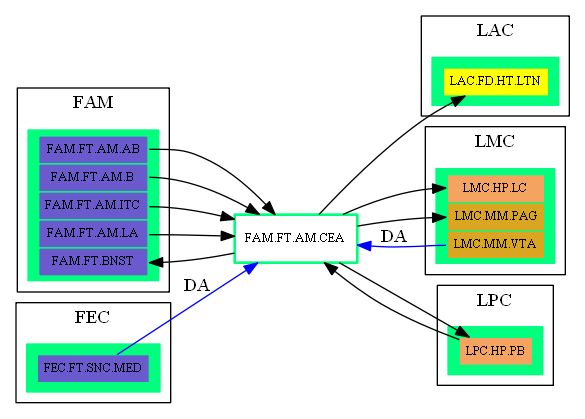 LAC
LAC.FD.HT.LTN
FAM
FAM.FT.AM.AB
FAM.FT.AM.B
FAM.FT.AM.ITC
FAM.FT.AM.LA
FAM.FT.BNST
FAM.FT.AM.CEA
LMC
LMC.HP.LC
LMC.MM.PAG
LMC.MM.VTA
DA
DA
FEC
FEC.FT.SNC.MED
LPC
LPC.HP.PB